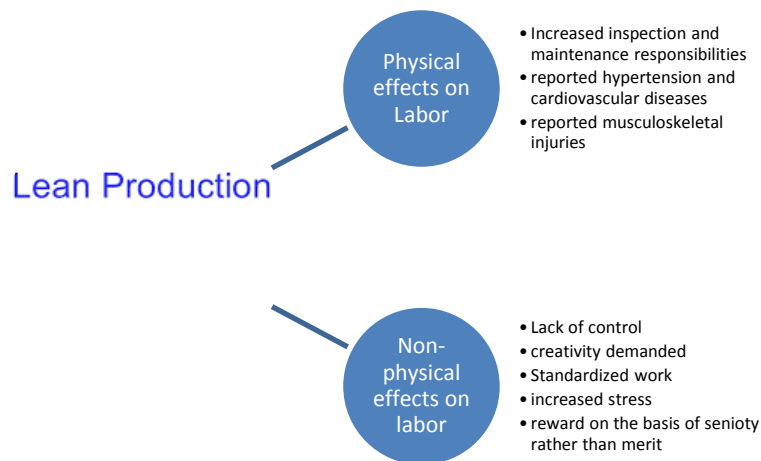 Lean Production
Physical
effects on
Labor
• Increased inspection and
maintenance responsibilities
• reported hypertension and
cardiovascular diseases
• reported musculoskeletal
injuries
Non-
physical
effects on
labor
• Lack of control
• creativity demanded
• Standardized work
• increased stress
• reward on the basis of senioty
rather than merit